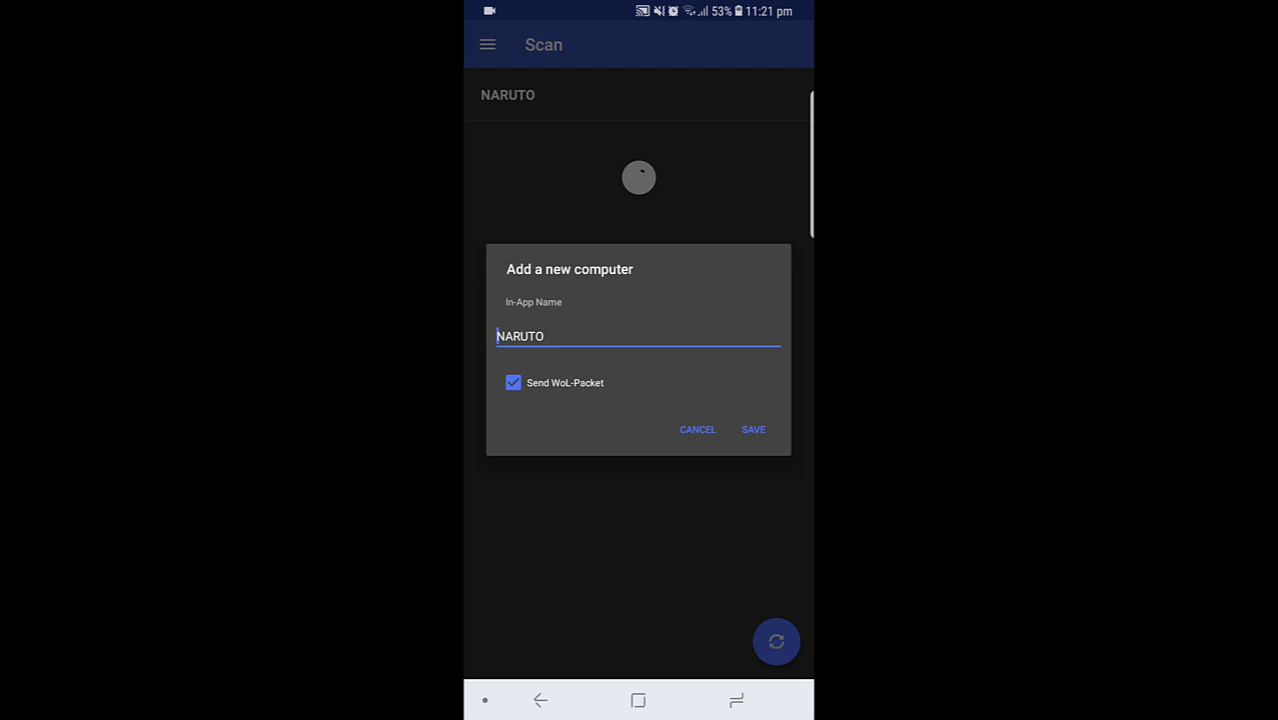 53% 11:21 pm
Scan
NARUTO
Add a new computer
In-App Name
NARUTO
Send WoL-Packet
CANCEL SAVE